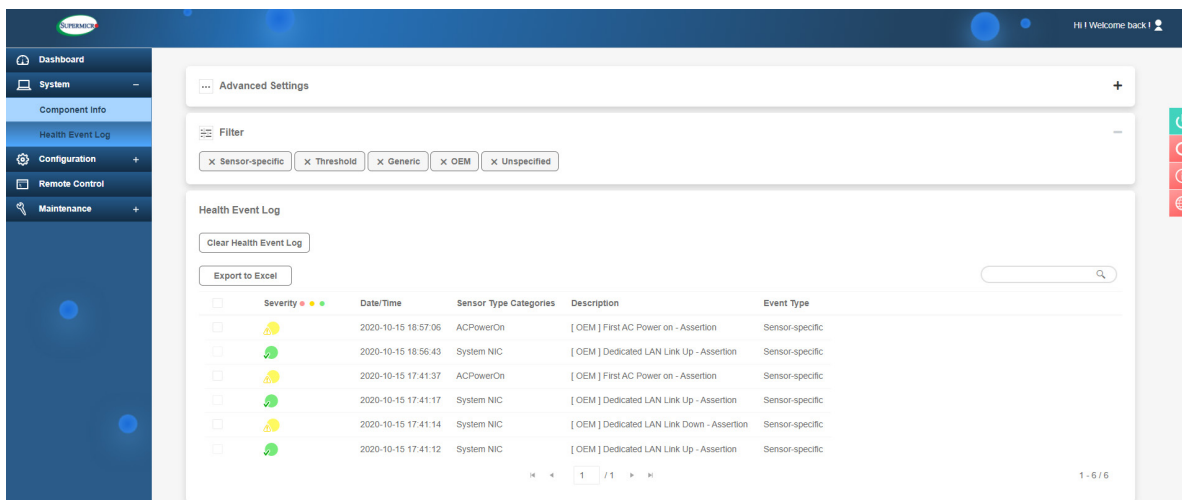 SUPERMICR
Hi ! Welcome back !
Dashboard
System
Component Info
Health Event Log
Configuration
Remote Control
Maintenance
Advanced Settings
Filter
Sensor-specific Threshold Generic OEM Unspecified
Health Event Log
Clear Health Event Log
Export to Excel
Severity Date/Time Sensor Type Categories Description Event Type
2020-10-15 18:57:06 ACPowerOn [ OEM ] First AC Power on - Assertion Sensor-specific
2020-10-15 18:56:43 System NIC [ OEM ] Dedicated LAN Link Up - Assertion Sensor-specific
2020-10-15 17:41:37 ACPowerOn [ OEM ] First AC Power on - Assertion Sensor-specific
2020-10-15 17:41:17 System NIC [ OEM ] Dedicated LAN Link Up - Assertion Sensor-specific
2020-10-15 17:41:14 System NIC [ OEM ] Dedicated LAN Link Down - Assertion Sensor-specific
2020-10-15 17:41:12 System NIC [ OEM ] Dedicated LAN Link Up - Assertion Sensor-specific
1 / 1
1 - 6 / 6